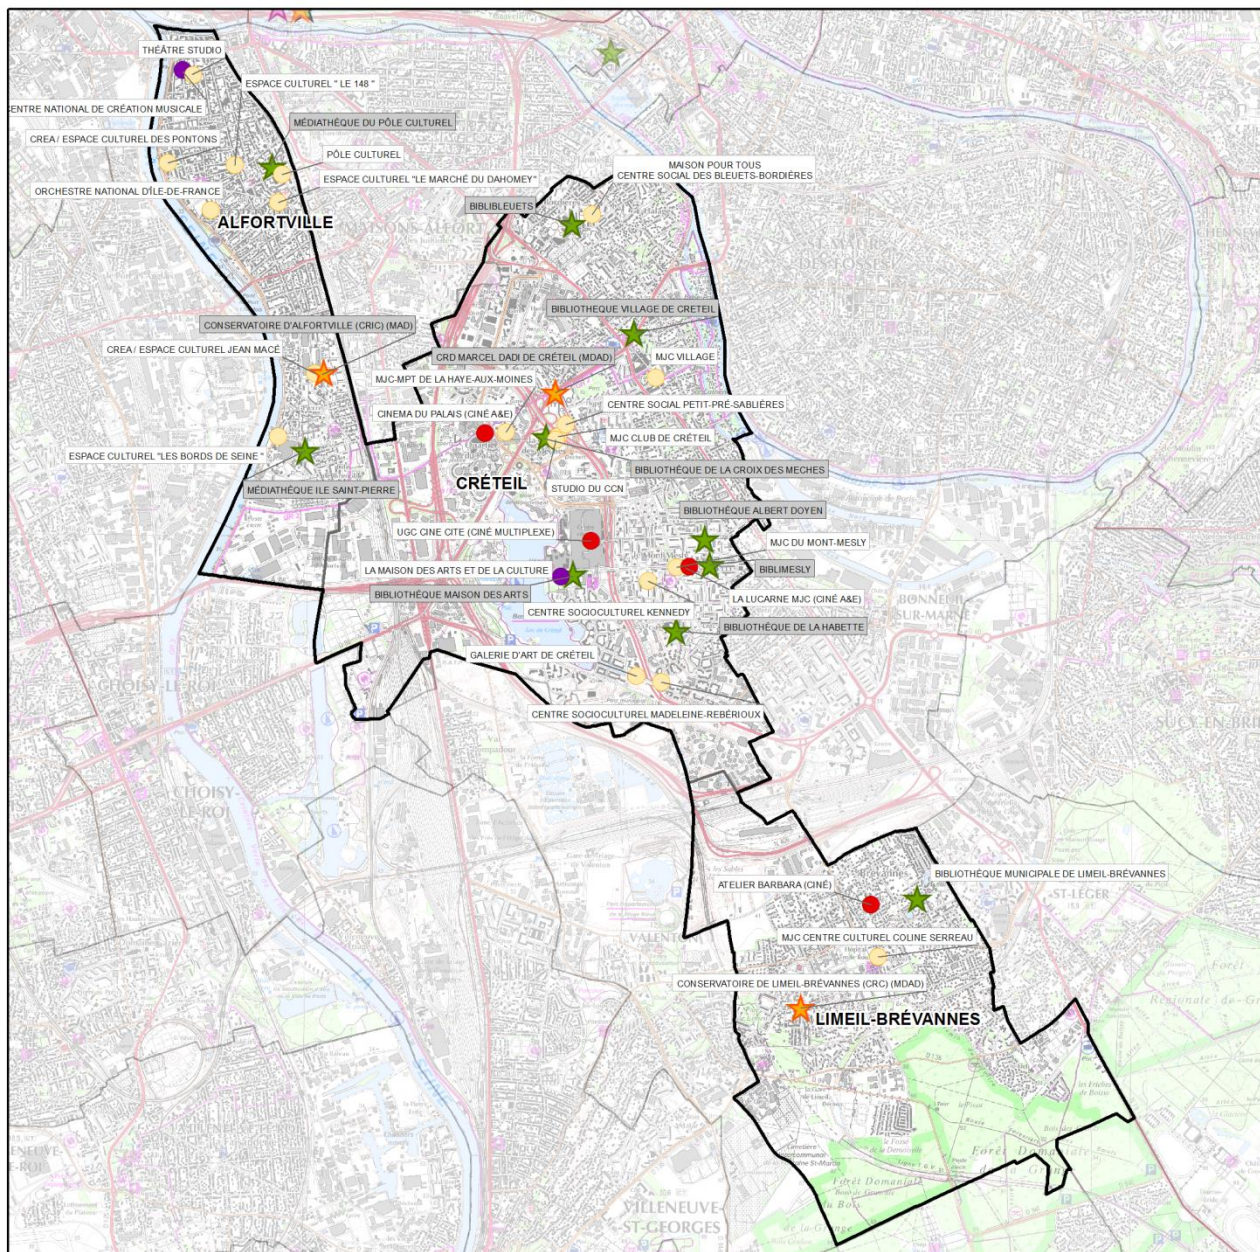 THÉÂTRE STUDIO
ESPACE CULTUREL " LE 148 "
CENTRE NATIONAL DE CRÉATION MUSICALE
MÉDIATHÈQUE DU PÔLE CULTUREL
CREA / ESPACE CULTUREL DES PONTONS
PÔLE CULTUREL
MAISON POUR TOUS
CENTRE SOCIAL DES BLEUETS-BORDIÈRES
ORCHESTRE NATIONAL D'ÎLE-DE-FRANCE
ESPACE CULTUREL "LE MARCHÉ DU DAHOMEY"
BIBLIBLEUETS
ALFORTVILLE
MAISONS-ALFORT
BIBLIOTHEQUE VILLAGE DE CRETEIL
CONSERVATOIRE D'ALFORTVILLE (CRIC) (MAD)
CREA / ESPACE CULTUREL JEAN MACÉ
CRD MARCEL DADI DE CRÉTEIL (MDAD)
MJC VILLAGE
MJC-MPT DE LA HAYE-AUX-MOINES
CINEMA DU PALAIS (CINÉ A&E)
CENTRE SOCIAL PETIT-PRÉ-SABLIÈRES
MJC CLUB DE CRÉTEIL
ESPACE CULTUREL "LES BORDS DE SEINE "
BIBLIOTHÈQUE DE LA CROIX DES MECHES
CRÉTEIL
STUDIO DU CCN
MÉDIATHÈQUE ILE SAINT-PIERRE
BIBLIOTHÈQUE ALBERT DOYEN
UGC CINE CITE (CINÉ MULTIPLEXE)
MJC DU MONT-MESLY
LA MAISON DES ARTS ET DE LA CULTURE
BIBLIMESLY
BIBLIOTHÈQUE MAISON DES ARTS
LA LUCARNE MJC (CINÉ A&E)
CENTRE SOCIOCULTUREL KENNEDY
BONNEUIL
SUR-MARNE
BIBLIOTHÈQUE DE LA HABETTE
GALERIE D'ART DE CRÉTEIL
CENTRE SOCIOCULTUREL MADELEINE-REBÉRIOUX
CHOISY-
LE-ROI
BIBLIOTHÈQUE MUNICIPALE DE LIMEIL-BRÉVANNES
ATELIER BARBARA (CINÉ)
ST-LÉGER
VALENTON
MJC CENTRE CULTUREL COLINE SERREAU
CONSERVATOIRE DE LIMEIL-BRÉVANNES (CRC) (MDAD)
LIMEIL-BRÉVANNES
VILLENEUVE
-ST-GEORGES